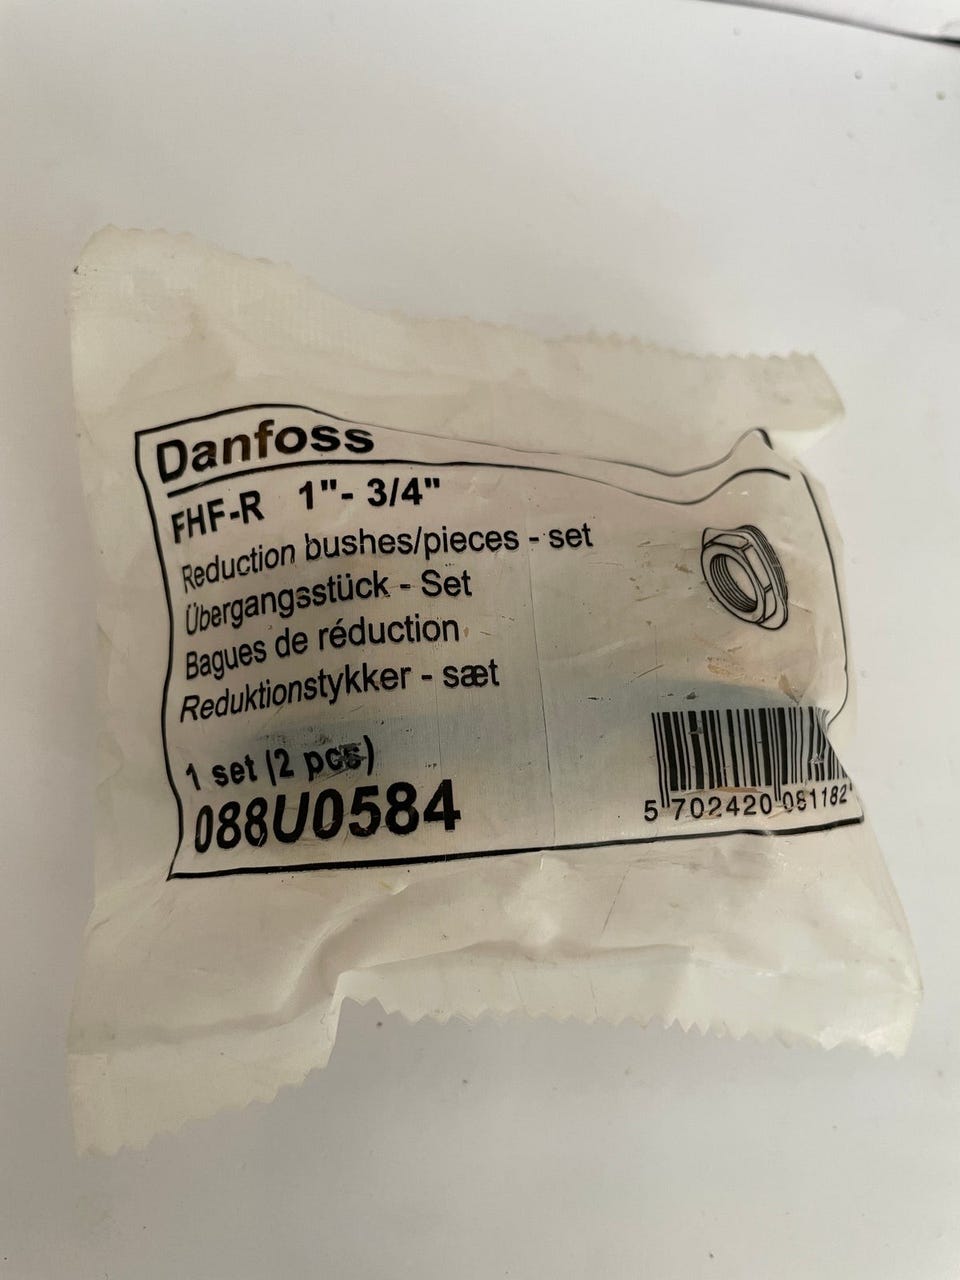 Danfoss
FHF-R 1"- 3/4"
Reduction bushes/pieces - set
Übergangsstück - Set
Bagues de réduction
Reduktionstykker - sæt
1 set (2 pcs)
088U0584
5 702420 081182